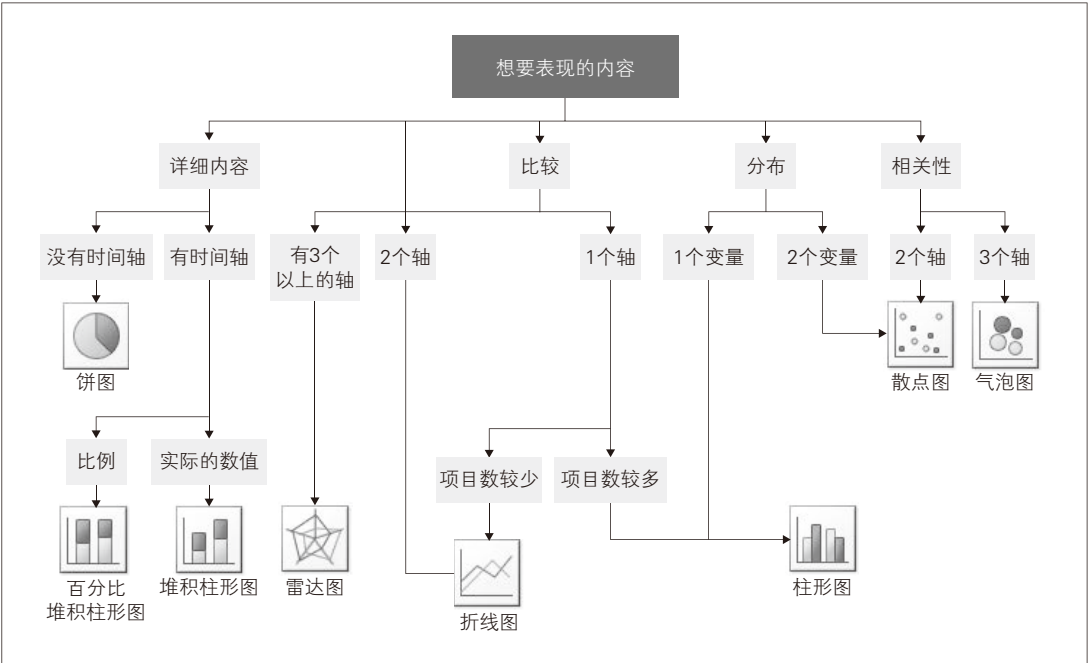 想要表现的内容
详细内容
比较
分布
相关性
没有时间轴
有时间轴
有3个
以上的轴
2个轴
1个轴
1个变量
2个变量
2个轴
3个轴
饼图
散点图
气泡图
比例
实际的数值
项目数较少
项目数较多
百分比
堆积柱形图
堆积柱形图
雷达图
折线图
柱形图